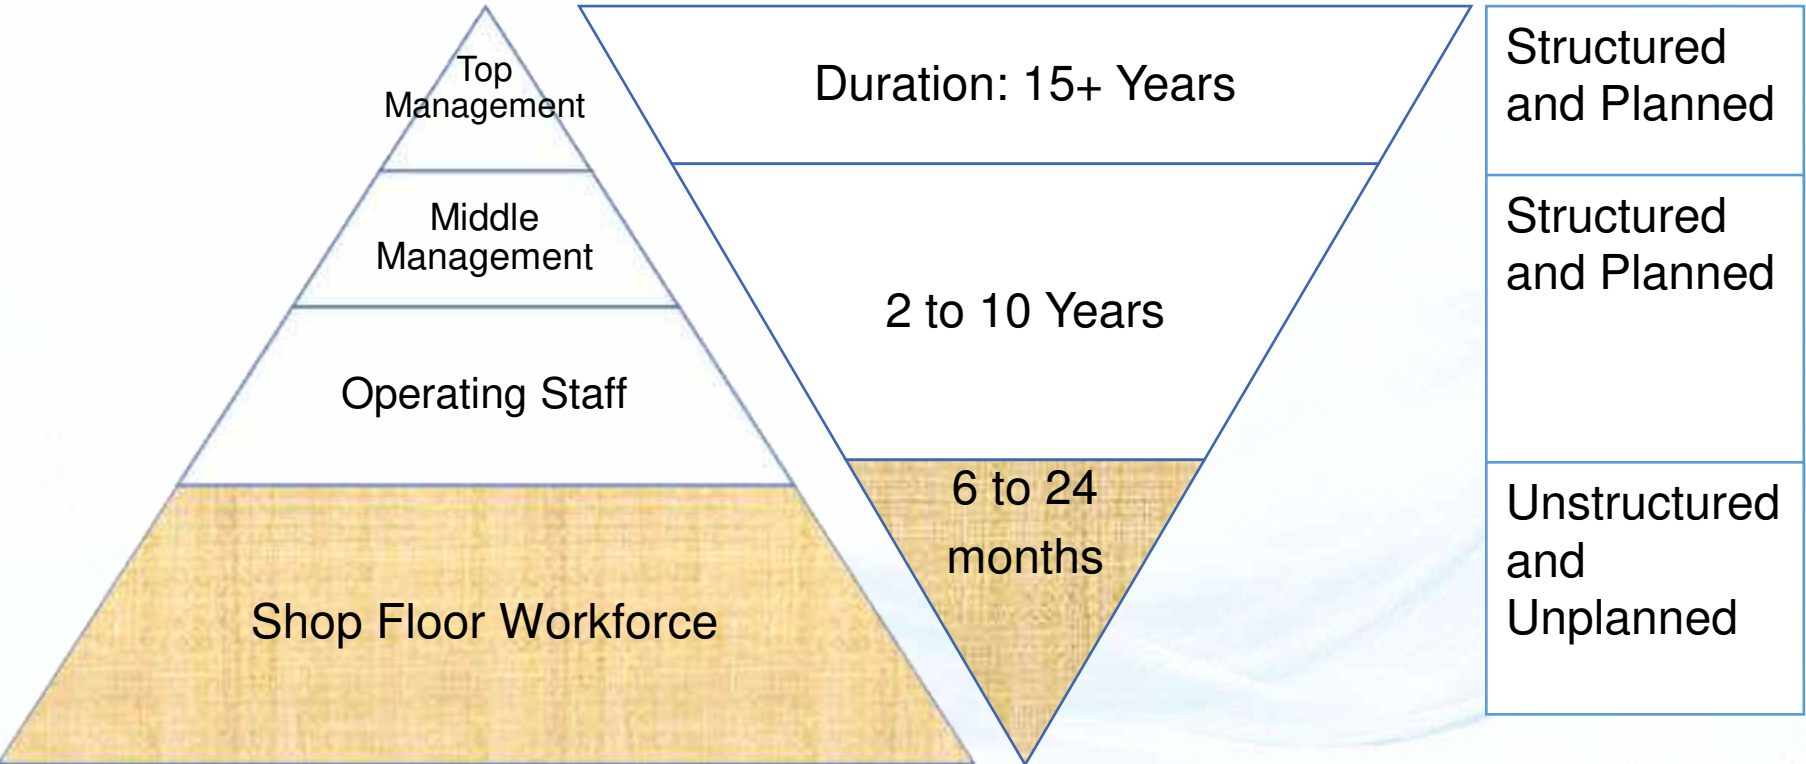 Top
Management
Middle
Management
Operating Staff
Shop Floor Workforce
Duration: 15+ Years
2 to 10 Years
6 to 24
months
Structured
and Planned
Structured
and Planned
Unstructured
and
Unplanned